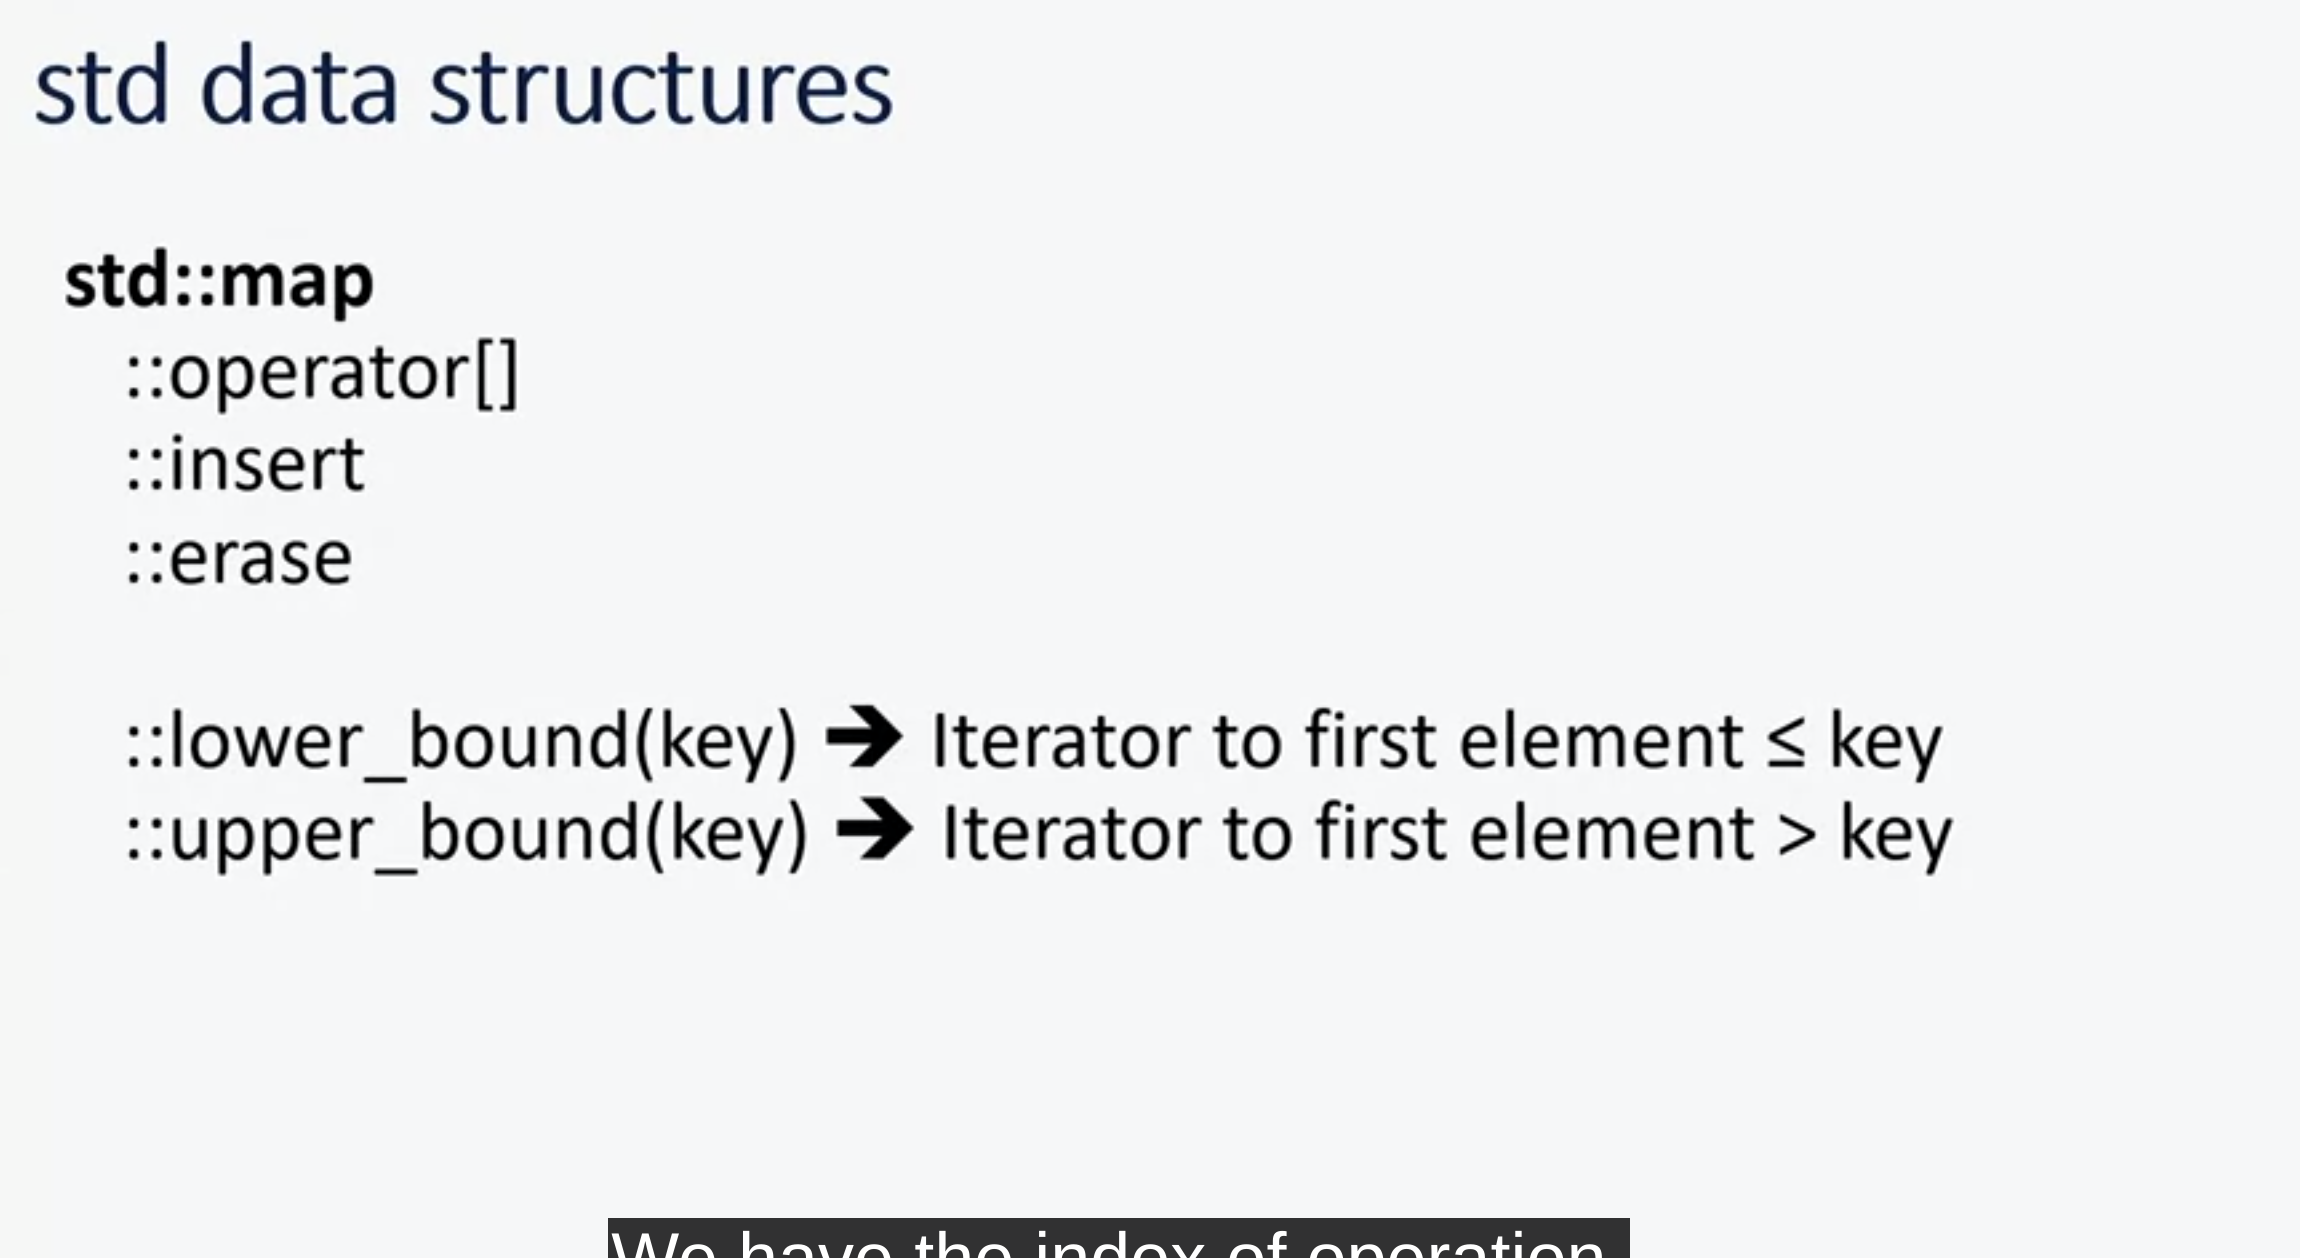 std data structures
std::map
::operator[]
::insert
::erase
::lower_bound(key) ➔ Iterator to first element ≤ key
::upper_bound(key) ➔ Iterator to first element > key
We have the index of operation